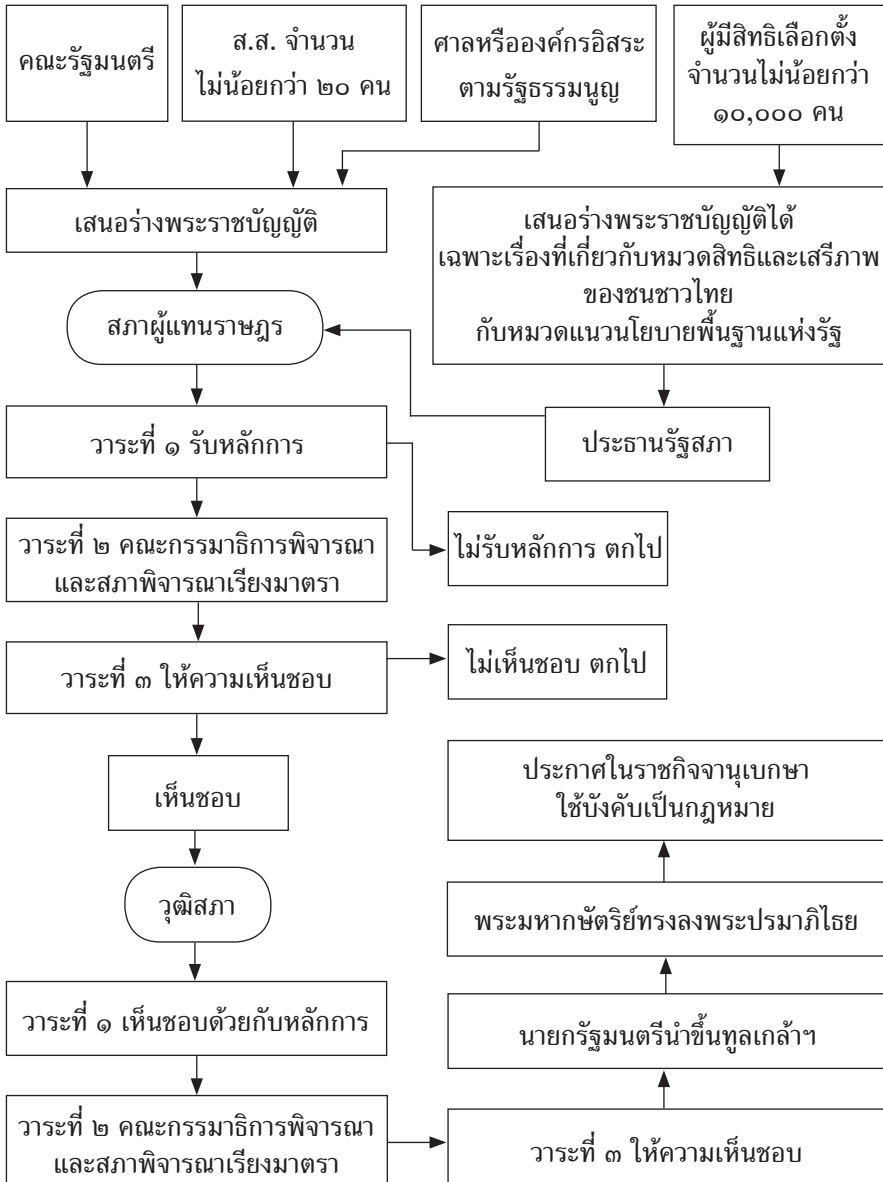 คณะรัฐมนตรี
ส.ส. จำนวน
ไม่น้อยกว่า ๒๐ คน
ศาลหรือองค์กรอิสระ
ตามรัฐธรรมนูญ
ผู้มีสิทธิเลือกตั้ง
จำนวนไม่น้อยกว่า
๑๐,๐๐๐ คน
เสนอร่างพระราชบัญญัติ
เสนอร่างพระราชบัญญัติได้
เฉพาะเรื่องที่เกี่ยวกับหมวดสิทธิและเสรีภาพ
ของชนชาวไทย
กับหมวดแนวนโยบายพื้นฐานแห่งรัฐ
สภาผู้แทนราษฎร
ประธานรัฐสภา
วาระที่ ๑ รับหลักการ
ไม่รับหลักการ ตกไป
วาระที่ ๒ คณะกรรมาธิการพิจารณา
และสภาพิจารณาเรียงมาตรา
วาระที่ ๓ ให้ความเห็นชอบ
ไม่เห็นชอบ ตกไป
เห็นชอบ
วุฒิสภา
วาระที่ ๑ เห็นชอบด้วยกับหลักการ
วาระที่ ๒ คณะกรรมาธิการพิจารณา
และสภาพิจารณาเรียงมาตรา
วาระที่ ๓ ให้ความเห็นชอบ
นายกรัฐมนตรีนำขึ้นทูลเกล้าฯ
พระมหากษัตริย์ทรงลงพระปรมาภิไธย
ประกาศในราชกิจจานุเบกษา
ใช้บังคับเป็นกฎหมาย